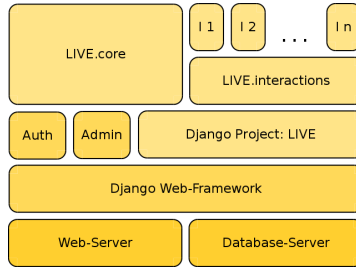 LIVE.core
I 1
I 2
...
I n
LIVE.interactions
Auth
Admin
Django Project: LIVE
Django Web-Framework
Web-Server
Database-Server